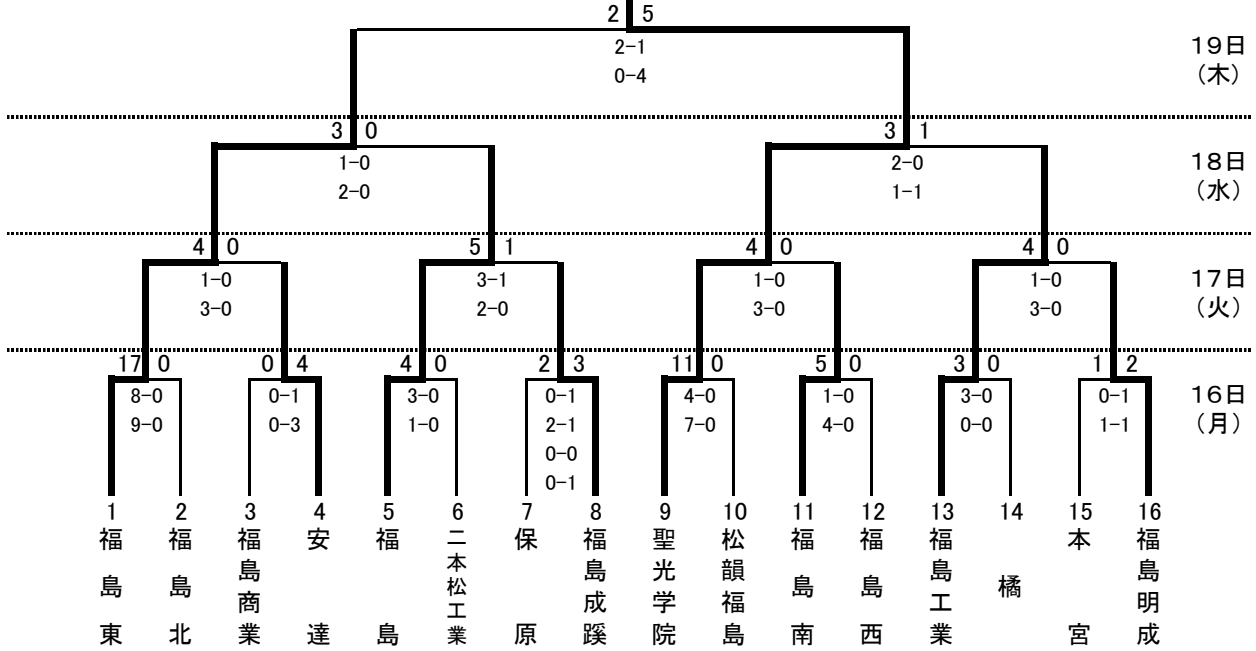 2 5
2-1
0-4
19日
（木）
3 0
3 1
1-0
2-0
2-0
1-1
18日
（水）
4 0
5 1
4 0
4 0
1-0
3-1
1-0
1-0
3-0
2-0
3-0
3-0
17日
（火）
17 0
0 4
4 0
2 3
11 0
5 0
3 0
1 2
8-0
0-1
3-0
0-1
4-0
1-0
3-0
0-1
9-0
0-3
1-0
2-1
7-0
4-0
0-0
1-1
0-0
0-1
16日
（月）
1
2
3
4
5
6
7
8
9
10
11
12
13
14
15
16
福島東
福島北
福島商業
安達
福島
二本松工業
保原
福島成蹊
聖光学院
松韻福島
福島南
福島西
福島工業
橘
本宮
福島明成